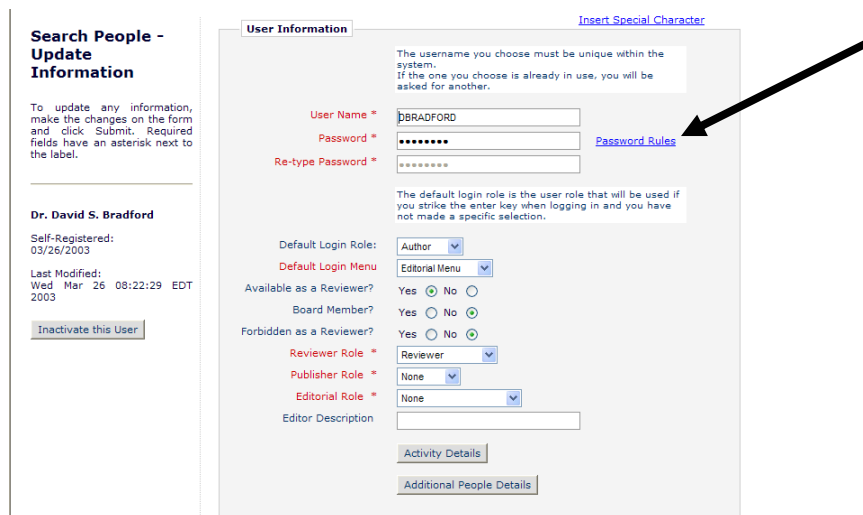 Search People -
Update
Information
To update any information,
make the changes on the form
and click Submit. Required
fields have an asterisk next to
the label.
Dr. David S. Bradford
Self-Registered:
03/26/2003
Last Modified:
Wed Mar 26 08:22:29 EDT
2003
Inactivate this User
Insert Special Character
User Information
The username you choose must be unique within the
system.
If the one you choose is already in use, you will be
asked for another.
User Name * DBRADFORD
Password * •••••••• Password Rules
Re-type Password * ••••••••
The default login role is the user role that will be used if
you strike the enter key when logging in and you have
not made a specific selection.
Default Login Role: Author
Default Login Menu Editorial Menu
Available as a Reviewer? Yes No
Board Member? Yes No
Forbidden as a Reviewer? Yes No
Reviewer Role * Reviewer
Publisher Role * None
Editorial Role * None
Editor Description
Activity Details
Additional People Details